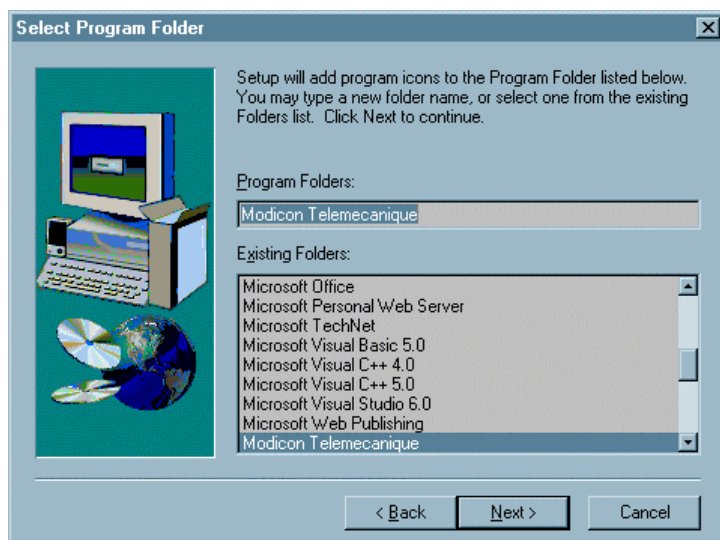 Select Program Folder
Setup will add program icons to the Program Folder listed below.
You may type a new folder name, or select one from the existing
Folders list.  Click Next to continue.
Program Folders:
Modicon Telemecanique
Existing Folders:
Microsoft Office
Microsoft Personal Web Server
Microsoft TechNet
Microsoft Visual Basic 5.0
Microsoft Visual C++ 4.0
Microsoft Visual C++ 5.0
Microsoft Visual Studio 6.0
Microsoft Web Publishing
Modicon Telemecanique
< Back
Next >
Cancel